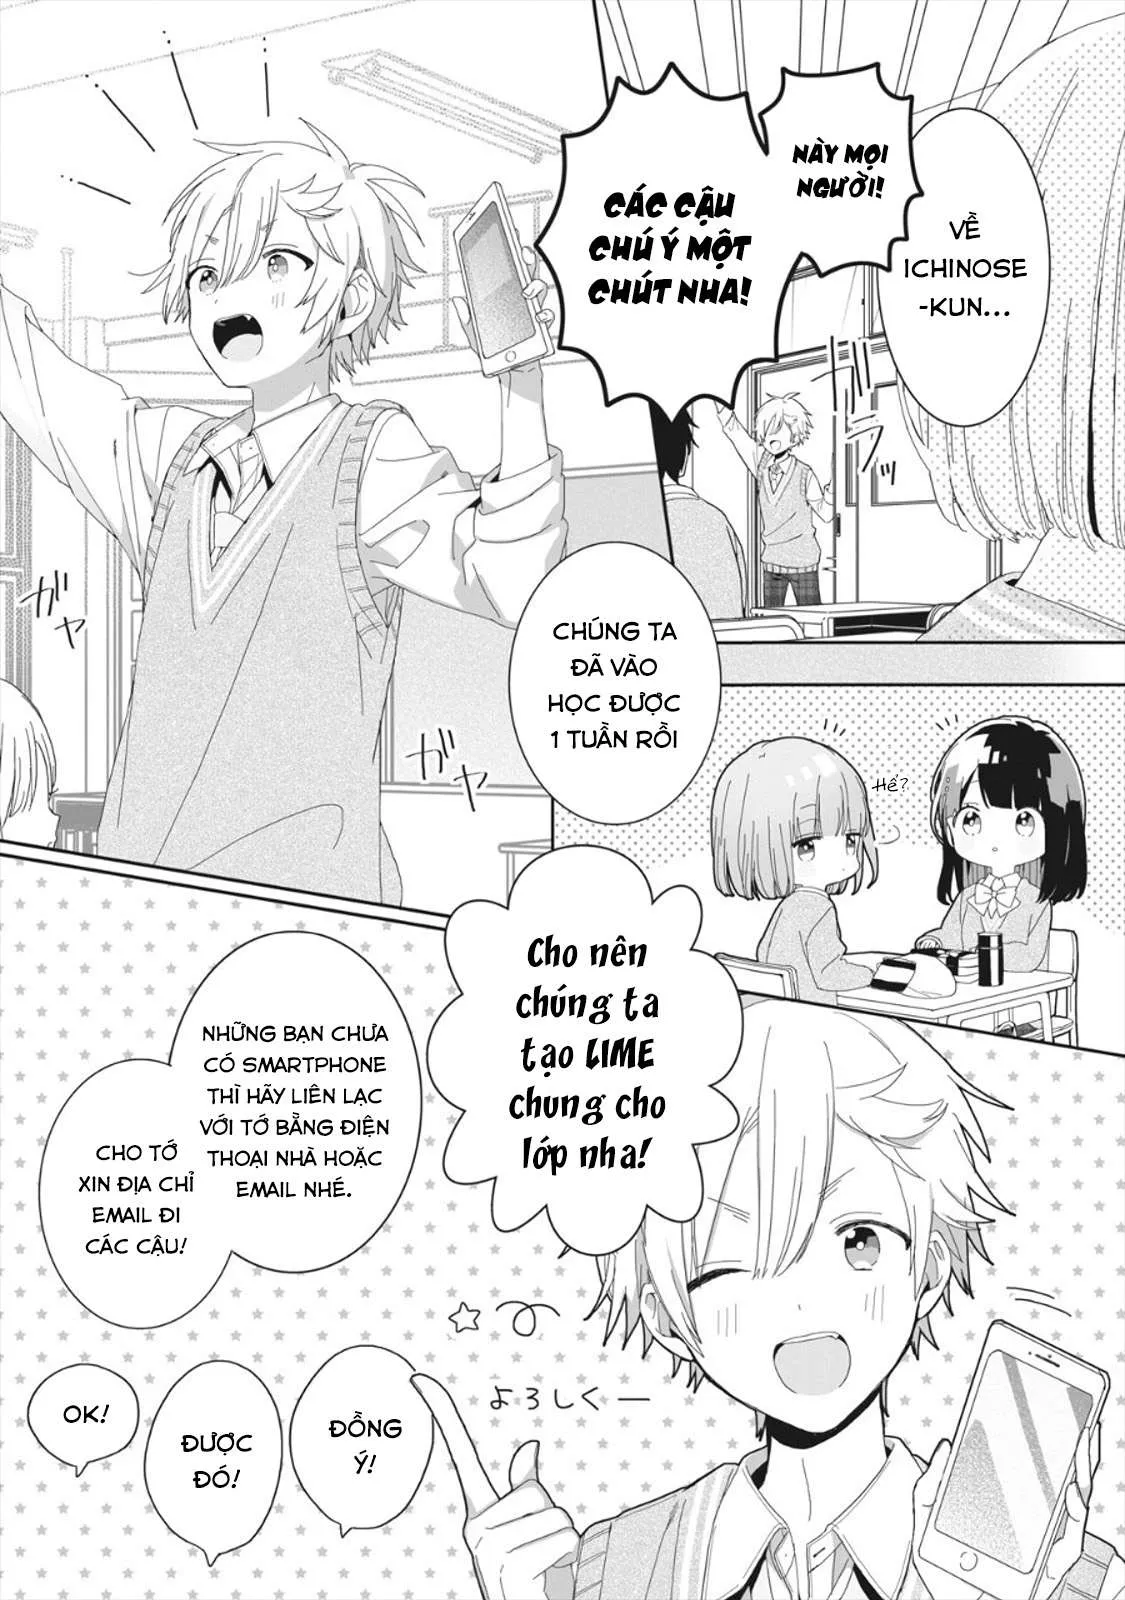 VỀ
ICHINOSE
-KUN...
NÀY MỌI
NGƯỜI!
CÁC CẬU
CHÚ Ý MỘT
CHÚT NHA!
ガラッ
ガヤ
ガヤ
CHÚNG TA
ĐÃ VÀO
HỌC ĐƯỢC
1 TUẦN RỒI
Hể?
Cho nên
chúng ta
tạo LIME
chung cho
lớp nha!
NHỮNG BẠN CHƯA
CÓ SMARTPHONE
THÌ HÃY LIÊN LẠC
VỚI TỚ BẰNG ĐIỆN
THOẠI NHÀ HOẶC
EMAIL NHÉ.
CHO TỚ
XIN ĐỊA CHỈ
EMAIL ĐI
CÁC CẬU!
よろしくー
ĐỒNG
Ý!
ĐƯỢC
ĐÓ!
OK!